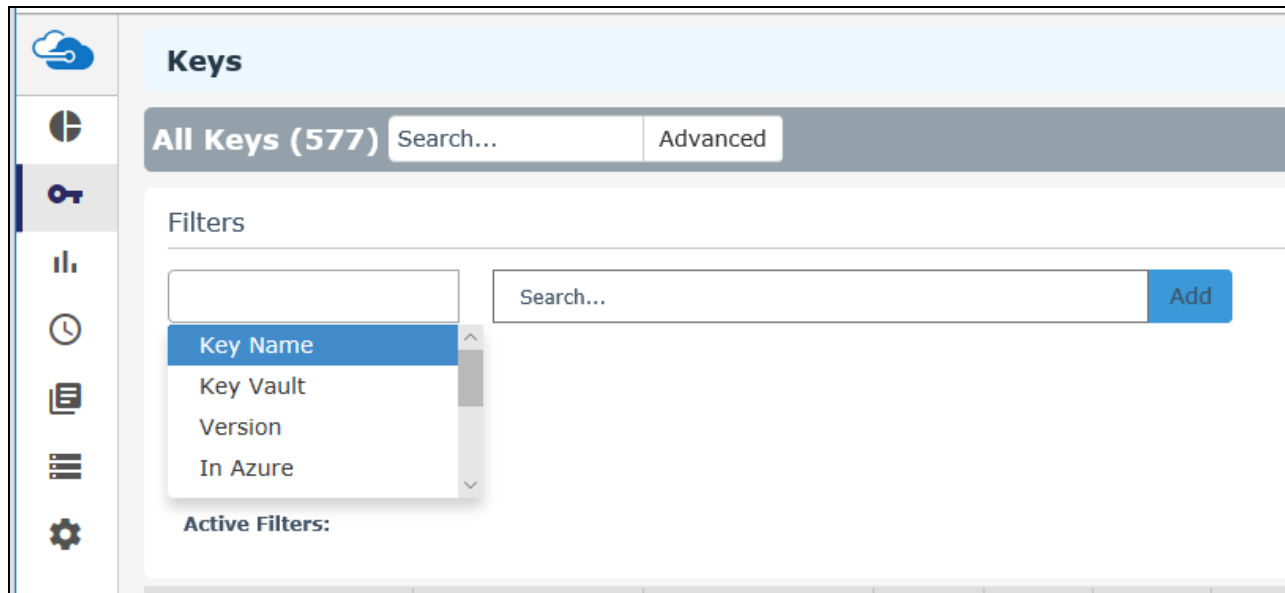 Keys
All Keys (577) Search... Advanced
Filters
Search... Add
Key Name
Key Vault
Version
In Azure
Active Filters: